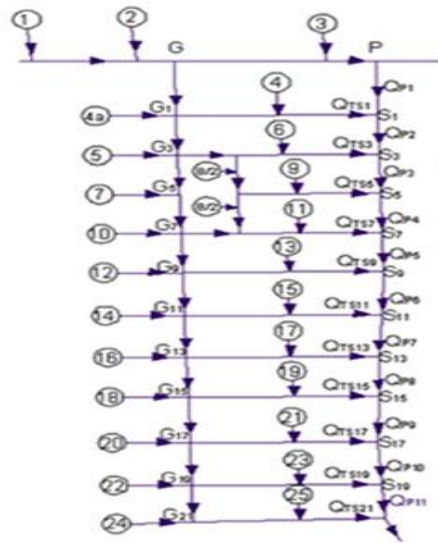 1 2 3
G P
QP1
4
4a G1 QTS1 S1
QP2
6
5 G3 QTS3 S3
8/2 QP3
9
7 G5 QTS5 S5
8/2 11 QP4
10 G7 QTS7 S7
13 QP5
12 G9 QTS9 S9
15 QP6
14 G11 QTS11 S11
17 QP7
16 G13 QTS13 S13
19 QP8
18 G15 QTS15 S15
21 QP9
20 G17 QTS17 S17
23 QP10
22 G19 QTS19 S19
25 QP11
24 G21 QTS21